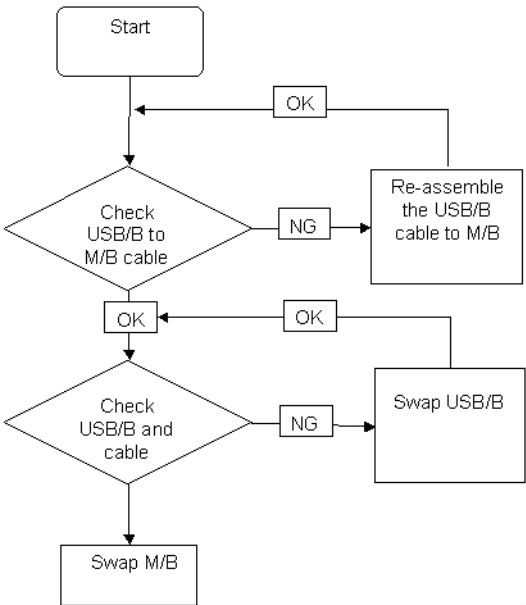 Start
OK
Check
USB/B to
M/B cable
NG
Re-assemble
the USB/B
cable to M/B
OK
OK
Check
USB/B and
cable
NG
Swap USB/B
Swap M/B